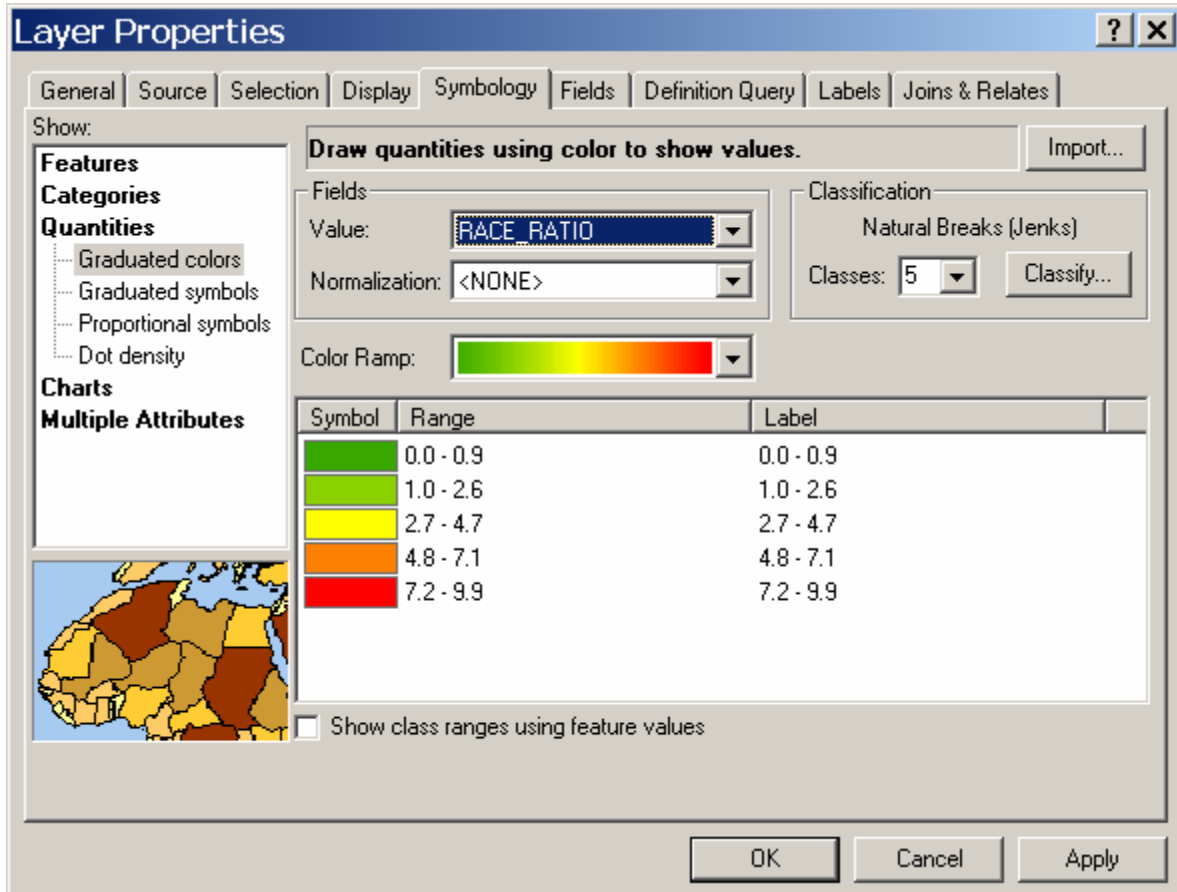 Layer Properties
General Source Selection Display Symbology Fields Definition Query Labels Joins & Relates
Show:
Features
Categories
Quantities
Graduated colors
Graduated symbols
Proportional symbols
Dot density
Charts
Multiple Attributes
Draw quantities using color to show values.
Import...
Fields
Value: RACE_RATIO
Normalization: <NONE>
Classification
Natural Breaks (Jenks)
Classes: 5 Classify...
Color Ramp:
Symbol Range Label
0.0 - 0.9 0.0 - 0.9
1.0 - 2.6 1.0 - 2.6
2.7 - 4.7 2.7 - 4.7
4.8 - 7.1 4.8 - 7.1
7.2 - 9.9 7.2 - 9.9
Show class ranges using feature values
OK Cancel Apply